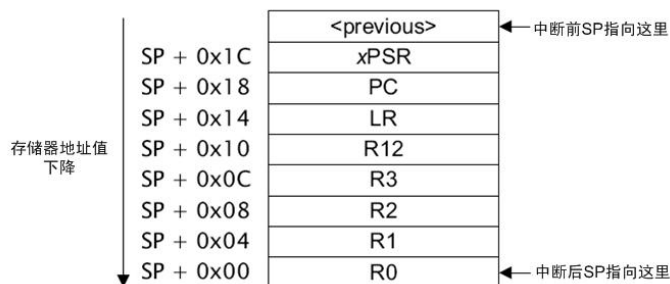 <previous>
中断前SP指向这里
SP + 0x1C
xPSR
SP + 0x18
PC
SP + 0x14
LR
存储器地址值
下降
SP + 0x10
R12
SP + 0x0C
R3
SP + 0x08
R2
SP + 0x04
R1
SP + 0x00
R0
中断后SP指向这里